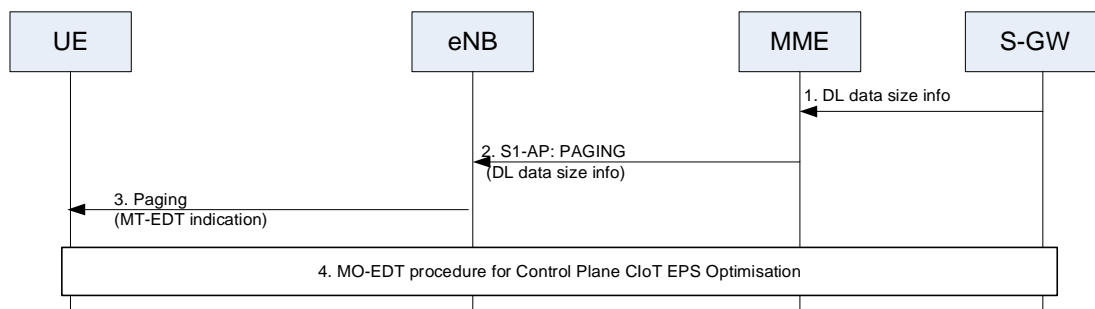 UE
eNB
MME
S-GW
1. DL data size info
2. S1-AP: PAGING
(DL data size info)
3. Paging
(MT-EDT indication)
4. MO-EDT procedure for Control Plane CIoT EPS Optimisation